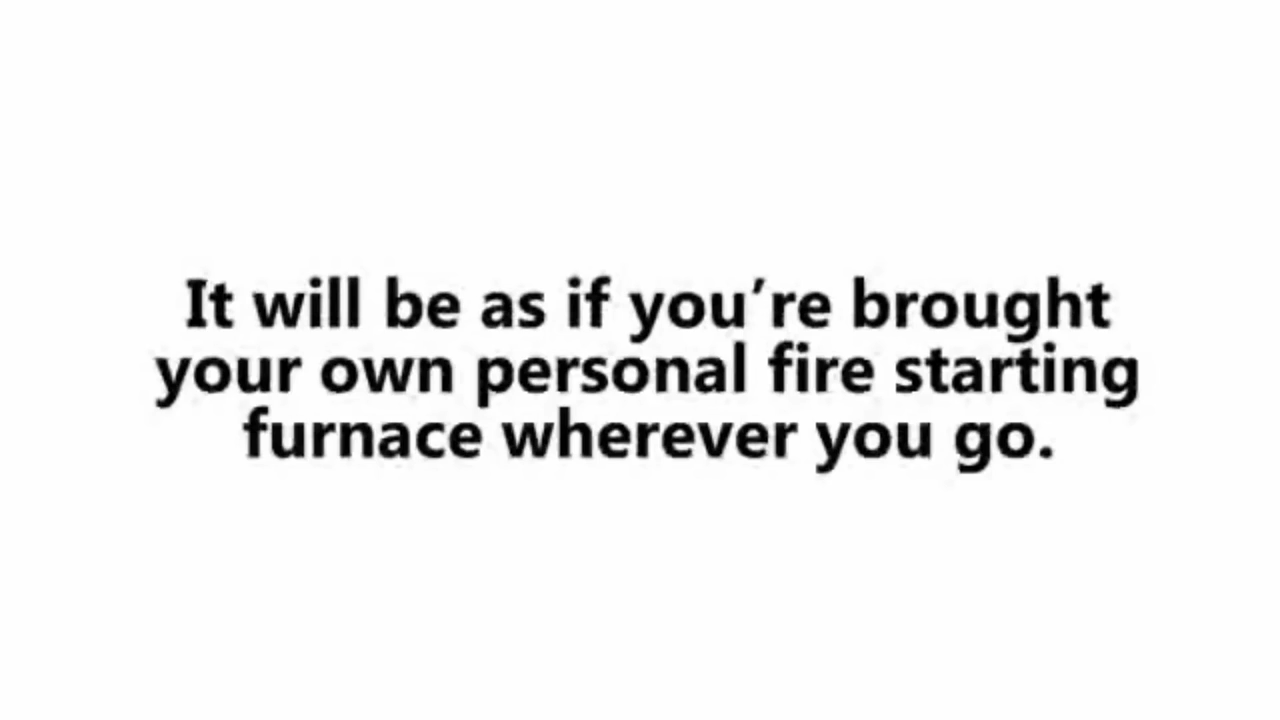 It will be as if you’re brought
your own personal fire starting
furnace wherever you go.